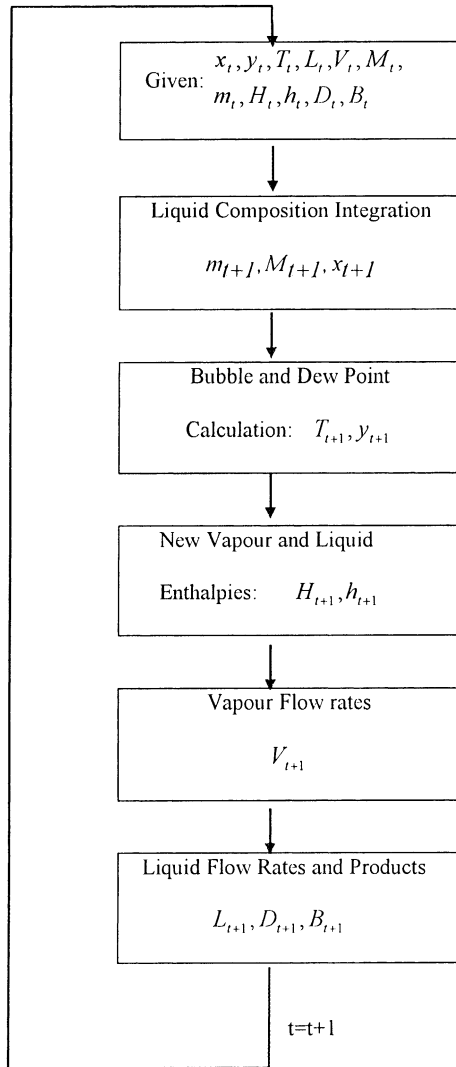 Given: x_t, y_t, T_t, L_t, V_t, M_t,
m_t, H_t, h_t, D_t, B_t
Liquid Composition Integration
m_{t+1}, M_{t+1}, x_{t+1}
Bubble and Dew Point
Calculation: T_{t+1}, y_{t+1}
New Vapour and Liquid
Enthalpies: H_{t+1}, h_{t+1}
Vapour Flow rates
V_{t+1}
Liquid Flow Rates and Products
L_{t+1}, D_{t+1}, B_{t+1}
t=t+1